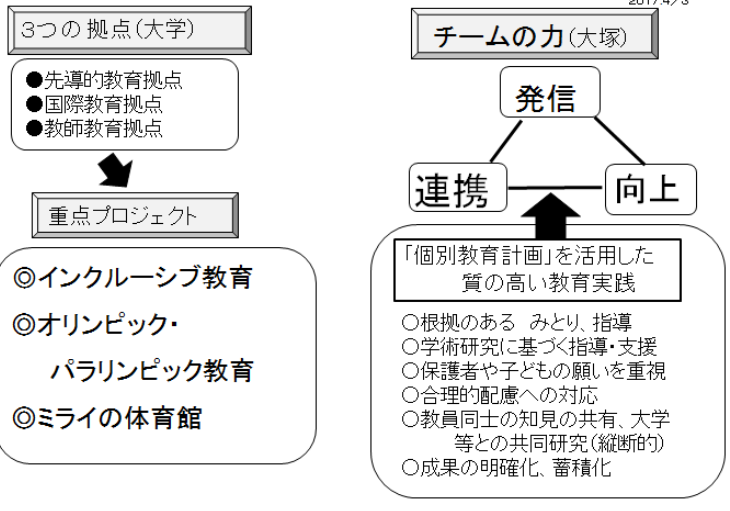 2017.4/3
3つの拠点(大学)
●先導的教育拠点
●国際教育拠点
●教師教育拠点
重点プロジェクト
◎インクルーシブ教育
◎オリンピック・
パラリンピック教育
◎ミライの体育館
チームの力(大塚)
発信
連携
向上
「個別教育計画」を活用した
質の高い教育実践
○根拠のある みとり、指導
○学術研究に基づく指導・支援
○保護者や子どもの願いを重視
○合理的配慮への対応
○教員同士の知見の共有、大学
等との共同研究(縦断的)
○成果の明確化、蓄積化